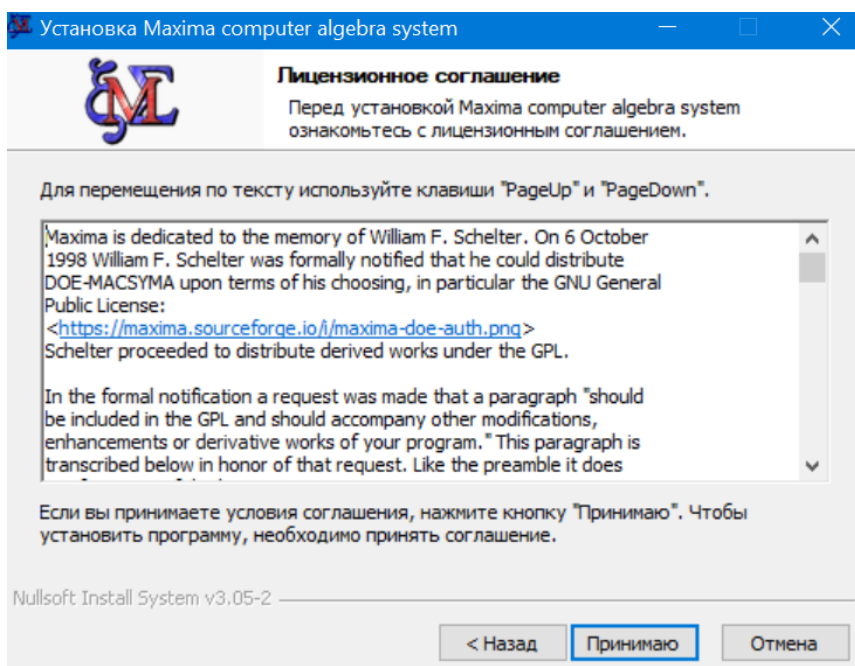 Установка Maxima computer algebra system
Лицензионное соглашение
Перед установкой Maxima computer algebra system
ознакомьтесь с лицензионным соглашением.
Для перемещения по тексту используйте клавиши "PageUp" и "PageDown".
Maxima is dedicated to the memory of William F. Schelter. On 6 October
1998 William F. Schelter was formally notified that he could distribute
DOE-MACSYMA upon terms of his choosing, in particular the GNU General
Public License:
<https://maxima.sourceforge.io/i/maxima-doe-auth.png>
Schelter proceeded to distribute derived works under the GPL.
In the formal notification a request was made that a paragraph "should
be included in the GPL and should accompany other modifications,
enhancements or derivative works of your program." This paragraph is
transcribed below in honor of that request. Like the preamble it does
Если вы принимаете условия соглашения, нажмите кнопку "Принимаю". Чтобы
установить программу, необходимо принять соглашение.
Nullsoft Install System v3.05-2
< Назад
Принимаю
Отмена